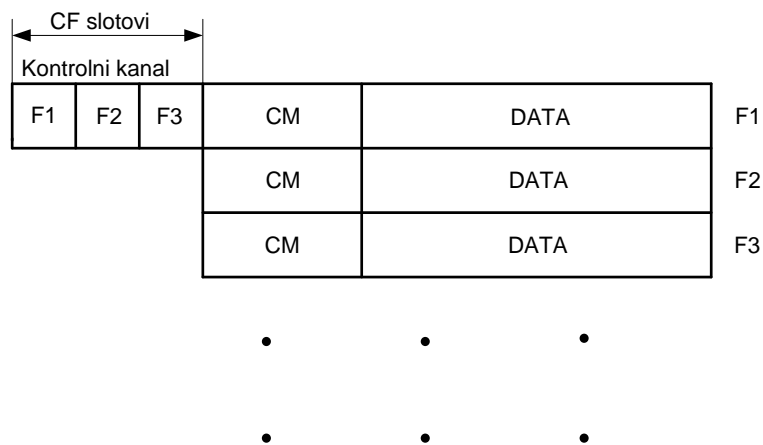 CF slotovi
Kontrolni kanal
F1 F2 F3 CM DATA F1
CM DATA F2
CM DATA F3